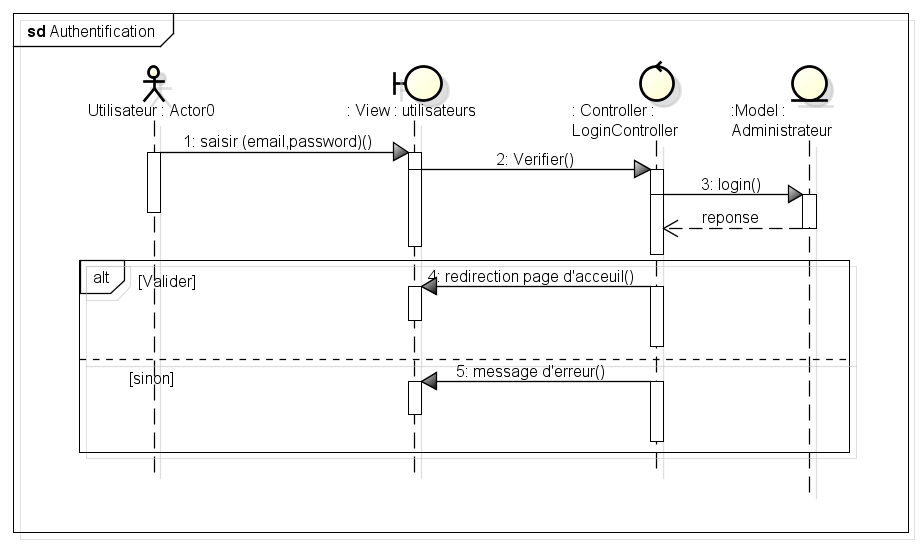 sd Authentification
Utilisateur : Actor0
: View : utilisateurs
: Controller :
LoginController
:Model :
Administrateur
1: saisir (email,password)()
2: Verifier()
3: login()
reponse
alt
[Valider]
4: redirection page d'acceuil()
[sinon]
5: message d'erreur()